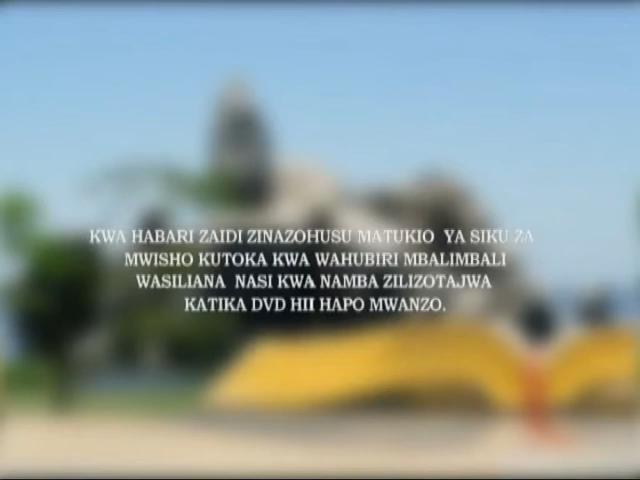 KWA HABARI ZAIDI ZINAZOHUSU MATUKIO YA SIKU ZA
MWISHO KUTOKA KWA WAHUBIRI MBALIMBALI
WASILIANA NASI KWA NAMBA ZILIZOTAJWA
KATIKA DVD HII HAPO MWANZO.